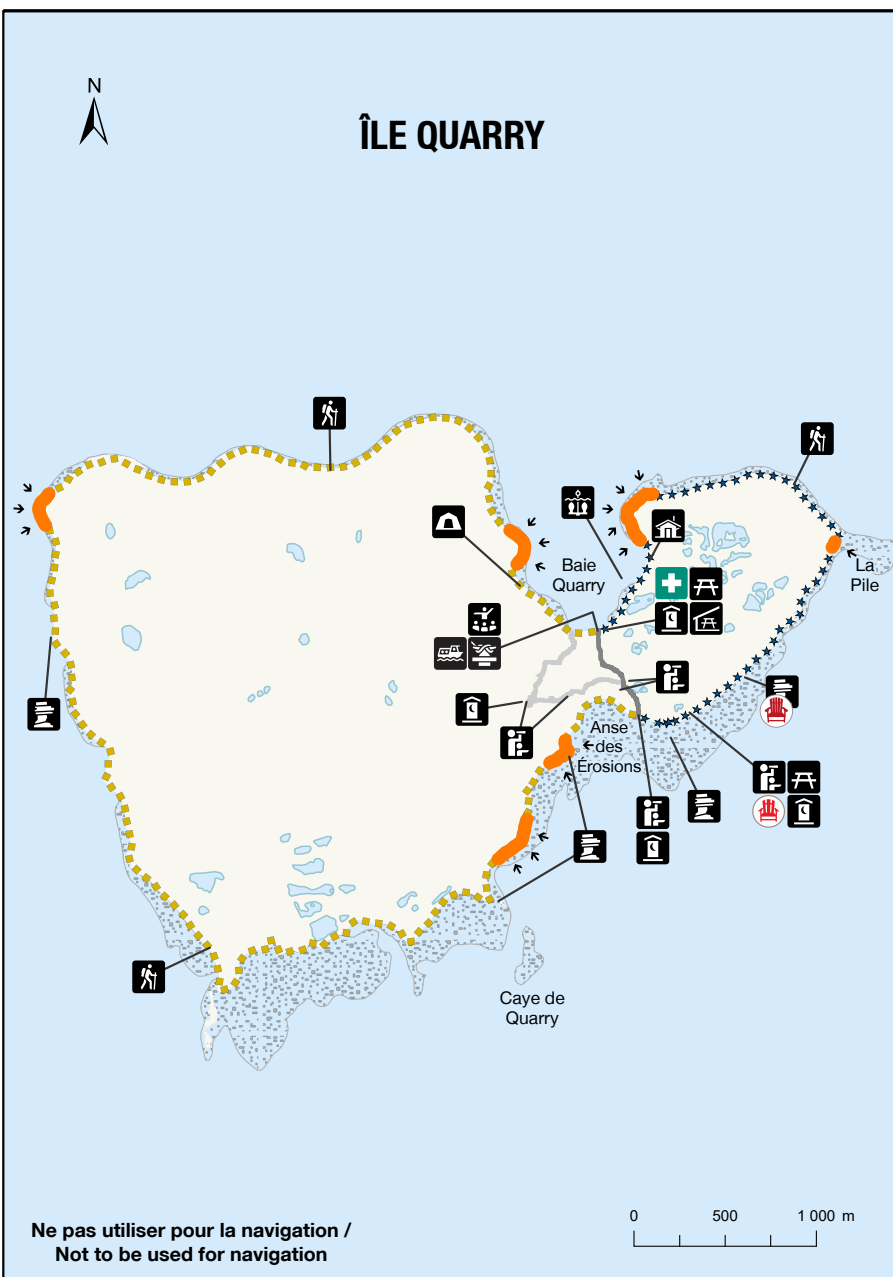 N
ÎLE QUARRY
Baie
Quarry
La
Pile
Anse
des
Érosions
Caye de
Quarry
Ne pas utiliser pour la navigation /
Not to be used for navigation
0 500 1 000 m